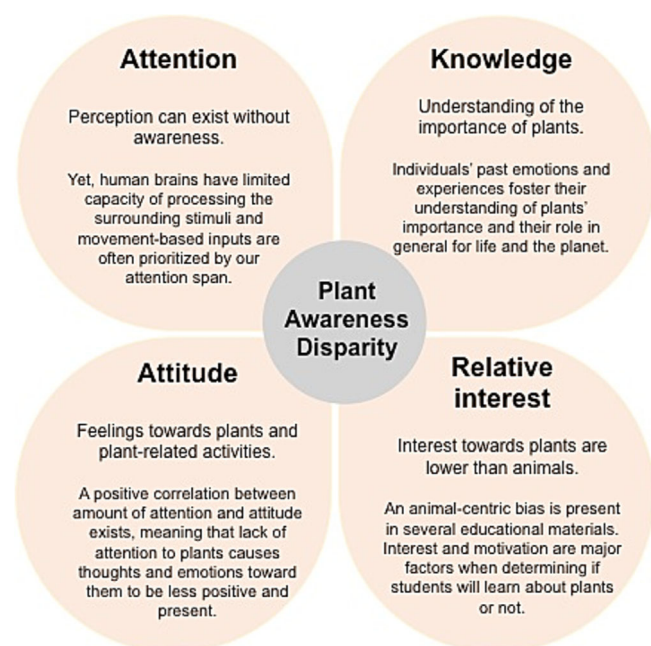 Attention
Perception can exist without
awareness.
Yet, human brains have limited
capacity of processing the
surrounding stimuli and
movement-based inputs are
often prioritized by our
attention span.
Knowledge
Understanding of the
importance of plants.
Individuals' past emotions and
experiences foster their
understanding of plants'
importance and their role in
general for life and the planet.
Plant
Awareness
Disparity
Attitude
Feelings towards plants and
plant-related activities.
A positive correlation between
amount of attention and attitude
exists, meaning that lack of
attention to plants causes
thoughts and emotions toward
them to be less positive and
present.
Relative
interest
Interest towards plants are
lower than animals.
An animal-centric bias is present
in several educational materials.
Interest and motivation are major
factors when determining if
students will learn about plants
or not.